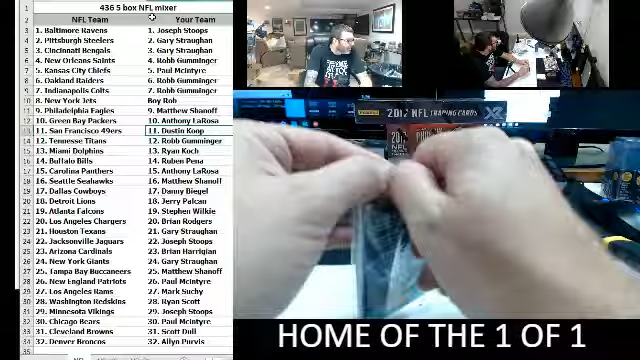 436 5 box NFL mixer
NFL Team Your Team
1. Baltimore Ravens 1. Joseph Stoops
2. Pittsburgh Steelers 2. Gary Straughan
3. Cincinnati Bengals 3. Gary Straughan
4. New Orleans Saints 4. Robb Gumminger
5. Kansas City Chiefs 5. Paul McIntyre
6. Oakland Raiders 6. Robb Gumminger
7. Indianapolis Colts 7. Robb Gumminger
8. New York Jets Boy Rob
9. Philadelphia Eagles 9. Matthew Shanoff
10. Green Bay Packers 10. Anthony LaRosa
11. San Francisco 49ers 11. Dustin Koop
12. Tennesse Titans 12. Robb Gumminger
13. Miami Dolphins 13. Ryan Koch
14. Buffalo Bills 14. Ruben Pena
15. Carolina Panthers 15. Anthony LaRosa
16. Seattle Seahawks 16. Matthew Shanoff
17. Dallas Cowboys 17. Danny Biegel
18. Detroit Lions 18. Jerry Palcan
19. Atlanta Falcons 19. Stephen Wilkie
20. Los Angeles Chargers 20. Brian Rodgers
21. Houston Texans 21. Gary Straughan
22. Jacksonville Jaguars 22. Joseph Stoops
23. Arizona Cardinals 23. Brian Harrigian
24. New York Giants 24. Gary Straughan
25. Tampa Bay Buccaneers 25. Matthew Shanoff
26. New England Patriots 26. Paul McIntyre
27. Los Angeles Rams 27. Mark Suchy
28. Washington Redskins 28. Ryan Scott
29. Minnesota Vikings 29. Joseph Stoops
30. Chicago Bears 30. Paul McIntyre
31. Cleveland Browns 31. Scott Dull
32. Denver Broncos 32. Allyn Purvis
PANINI 2017 NFL TRADING CARDS
HOME OF THE 1 OF 1